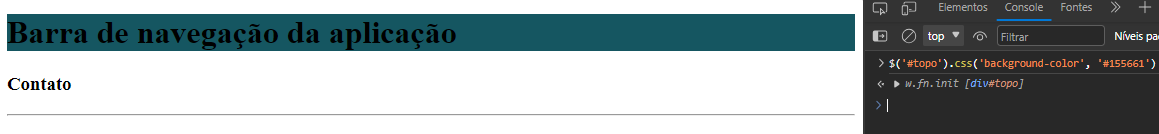 Barra de navegação da aplicação
Contato
Elementos Console Fontes
top Filtrar Níveis pa
$('#topo').css('background-color', '#155661')
w.fn.init [div#topo]